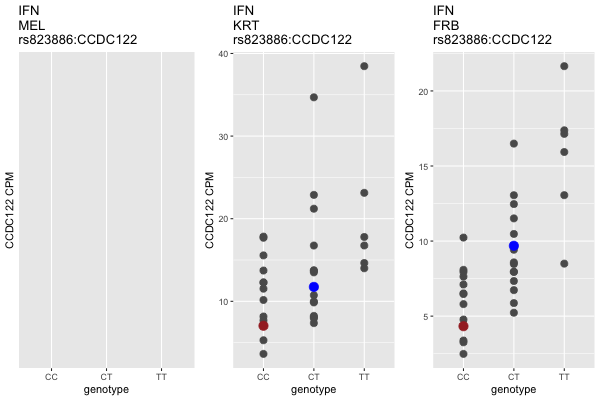 IFN
MEL
rs823886:CCDC122
CCDC122 CPM
CC CT TT
genotype
IFN
KRT
rs823886:CCDC122
CCDC122 CPM
40
30
20
10
CC CT TT
genotype
IFN
FRB
rs823886:CCDC122
CCDC122 CPM
20
15
10
5
CC CT TT
genotype